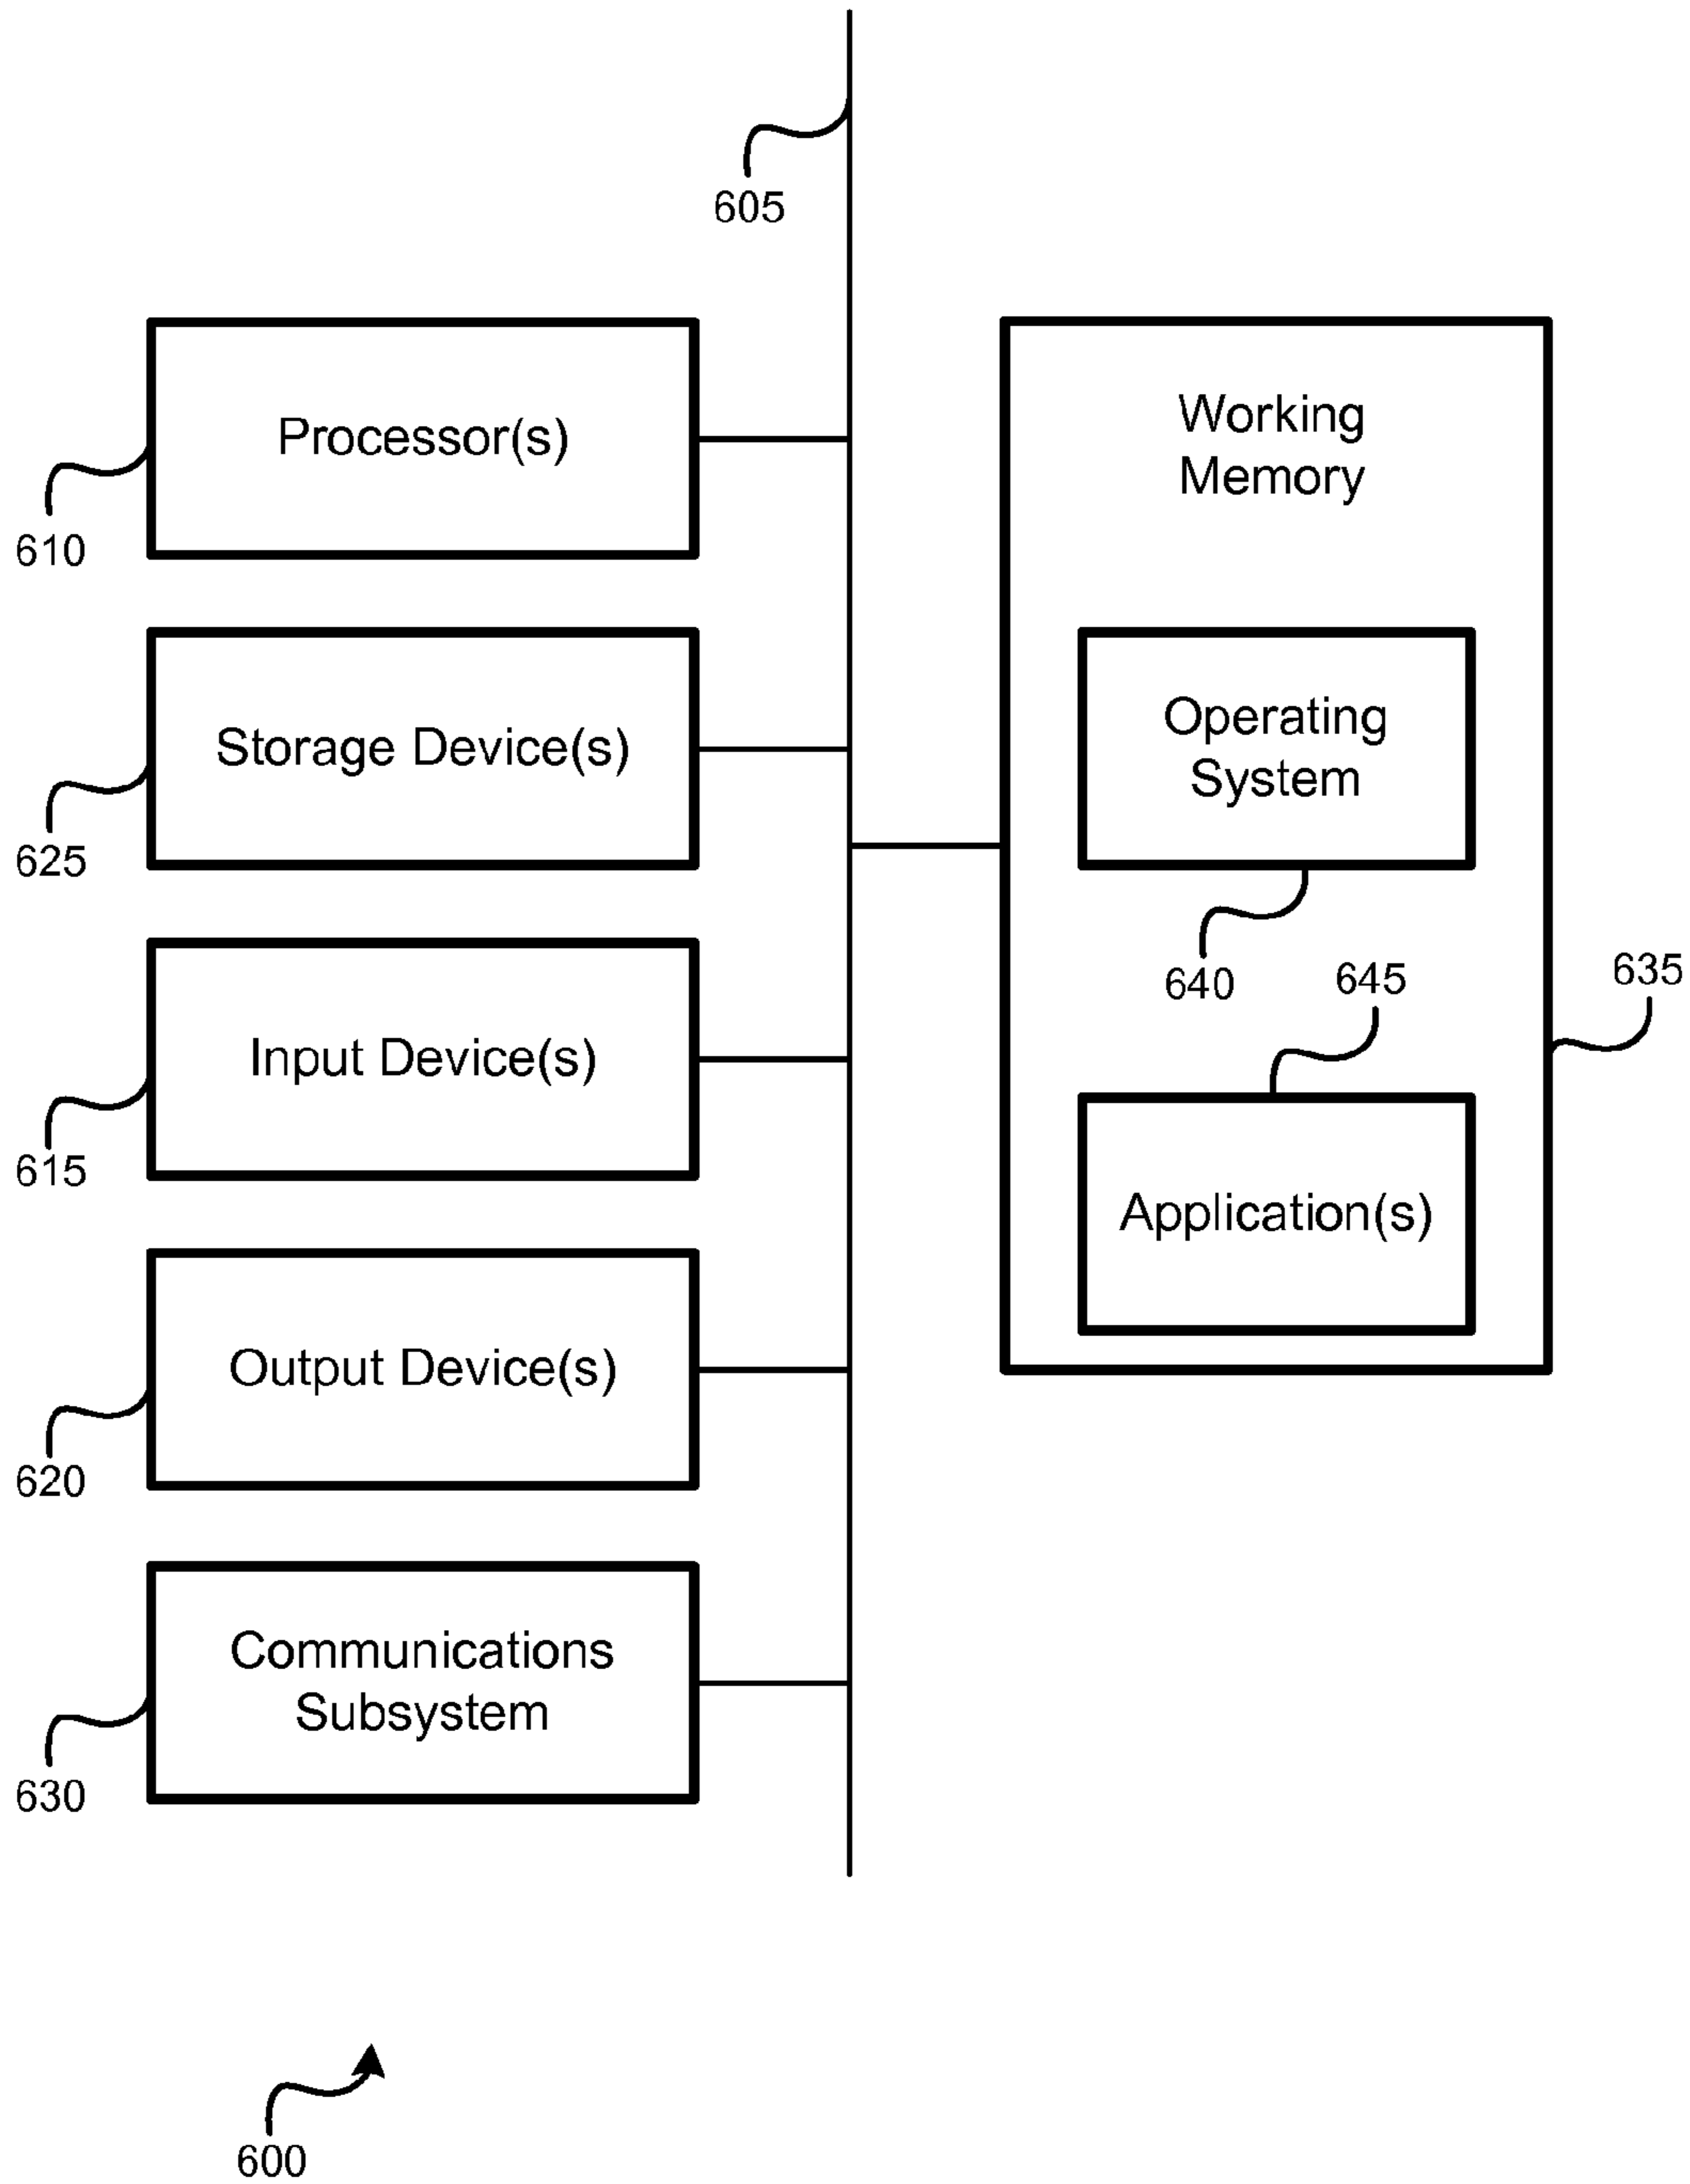 605
Processor(s)
610
Storage Device(s)
625
Input Device(s)
615
Output Device(s)
620
Communications
Subsystem
630
Working
Memory
Operating
System
640
645
635
Application(s)
600